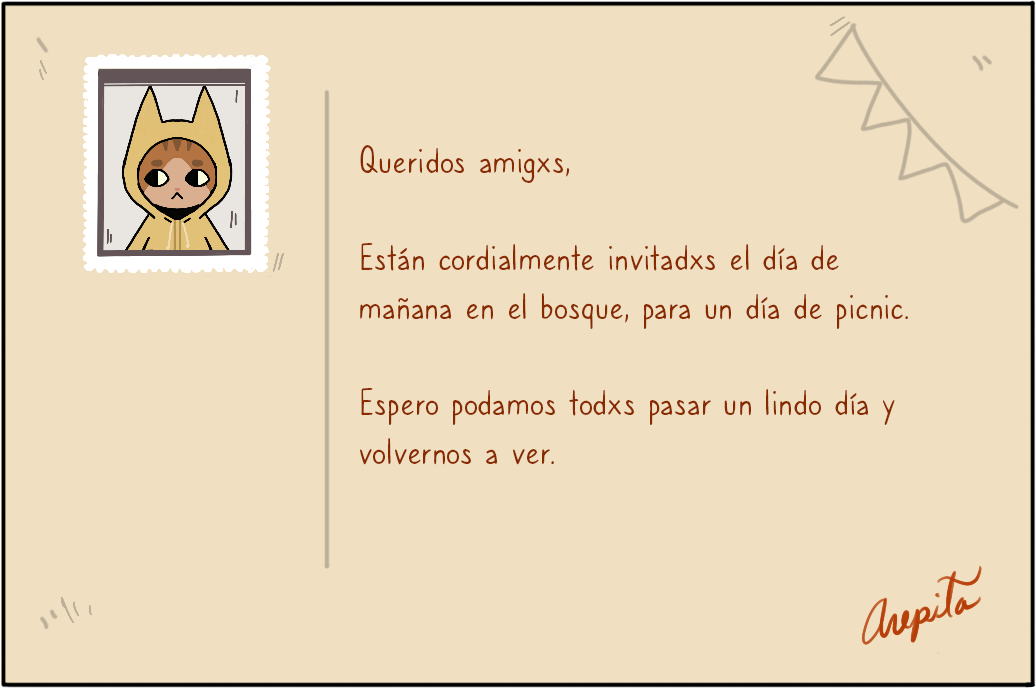 Queridos amigxs,
Están cordialmente invitadxs el día de
mañana en el bosque, para un día de picnic.
Espero podamos todxs pasar un lindo día y
volvernos a ver.
Arepita